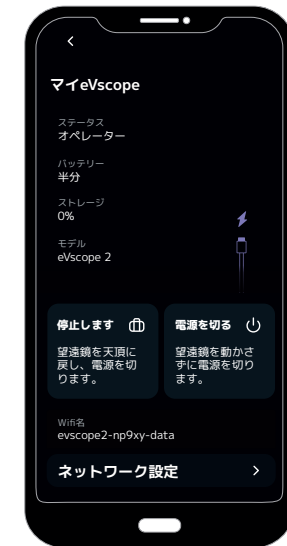 マイeVscope
ステータス
オペレーター
バッテリー
半分
ストレージ
0%
モデル
eVscope 2
停止します
望遠鏡を天頂に
戻し、電源を切
ります。
電源を切る
望遠鏡を動かさ
ずに電源を切り
ます。
Wifi名
evscope2-np9xy-data
ネットワーク設定